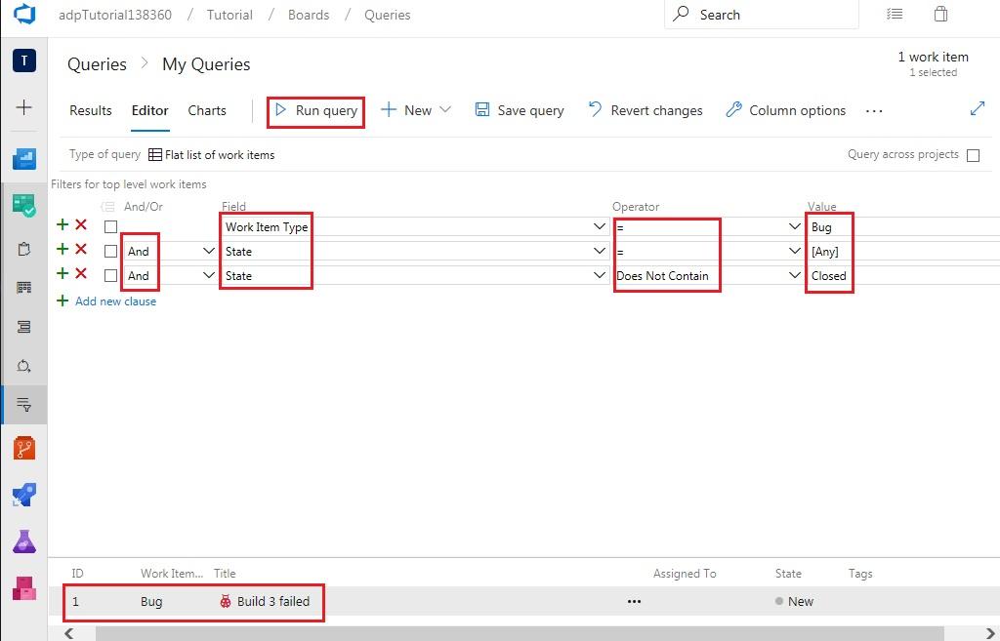 adpTutorial138360 / Tutorial / Boards / Queries Search
T
Queries > My Queries 1 work item
1 selected
Results Editor Charts Run query New Save query Revert changes Column options ...
Type of query Flat list of work items Query across projects
Filters for top level work items
And/Or Field Operator Value
Work Item Type = Bug
And State = [Any]
And State Does Not Contain Closed
Add new clause
ID Work Item... Title Assigned To State Tags
1 Bug Build 3 failed ... New